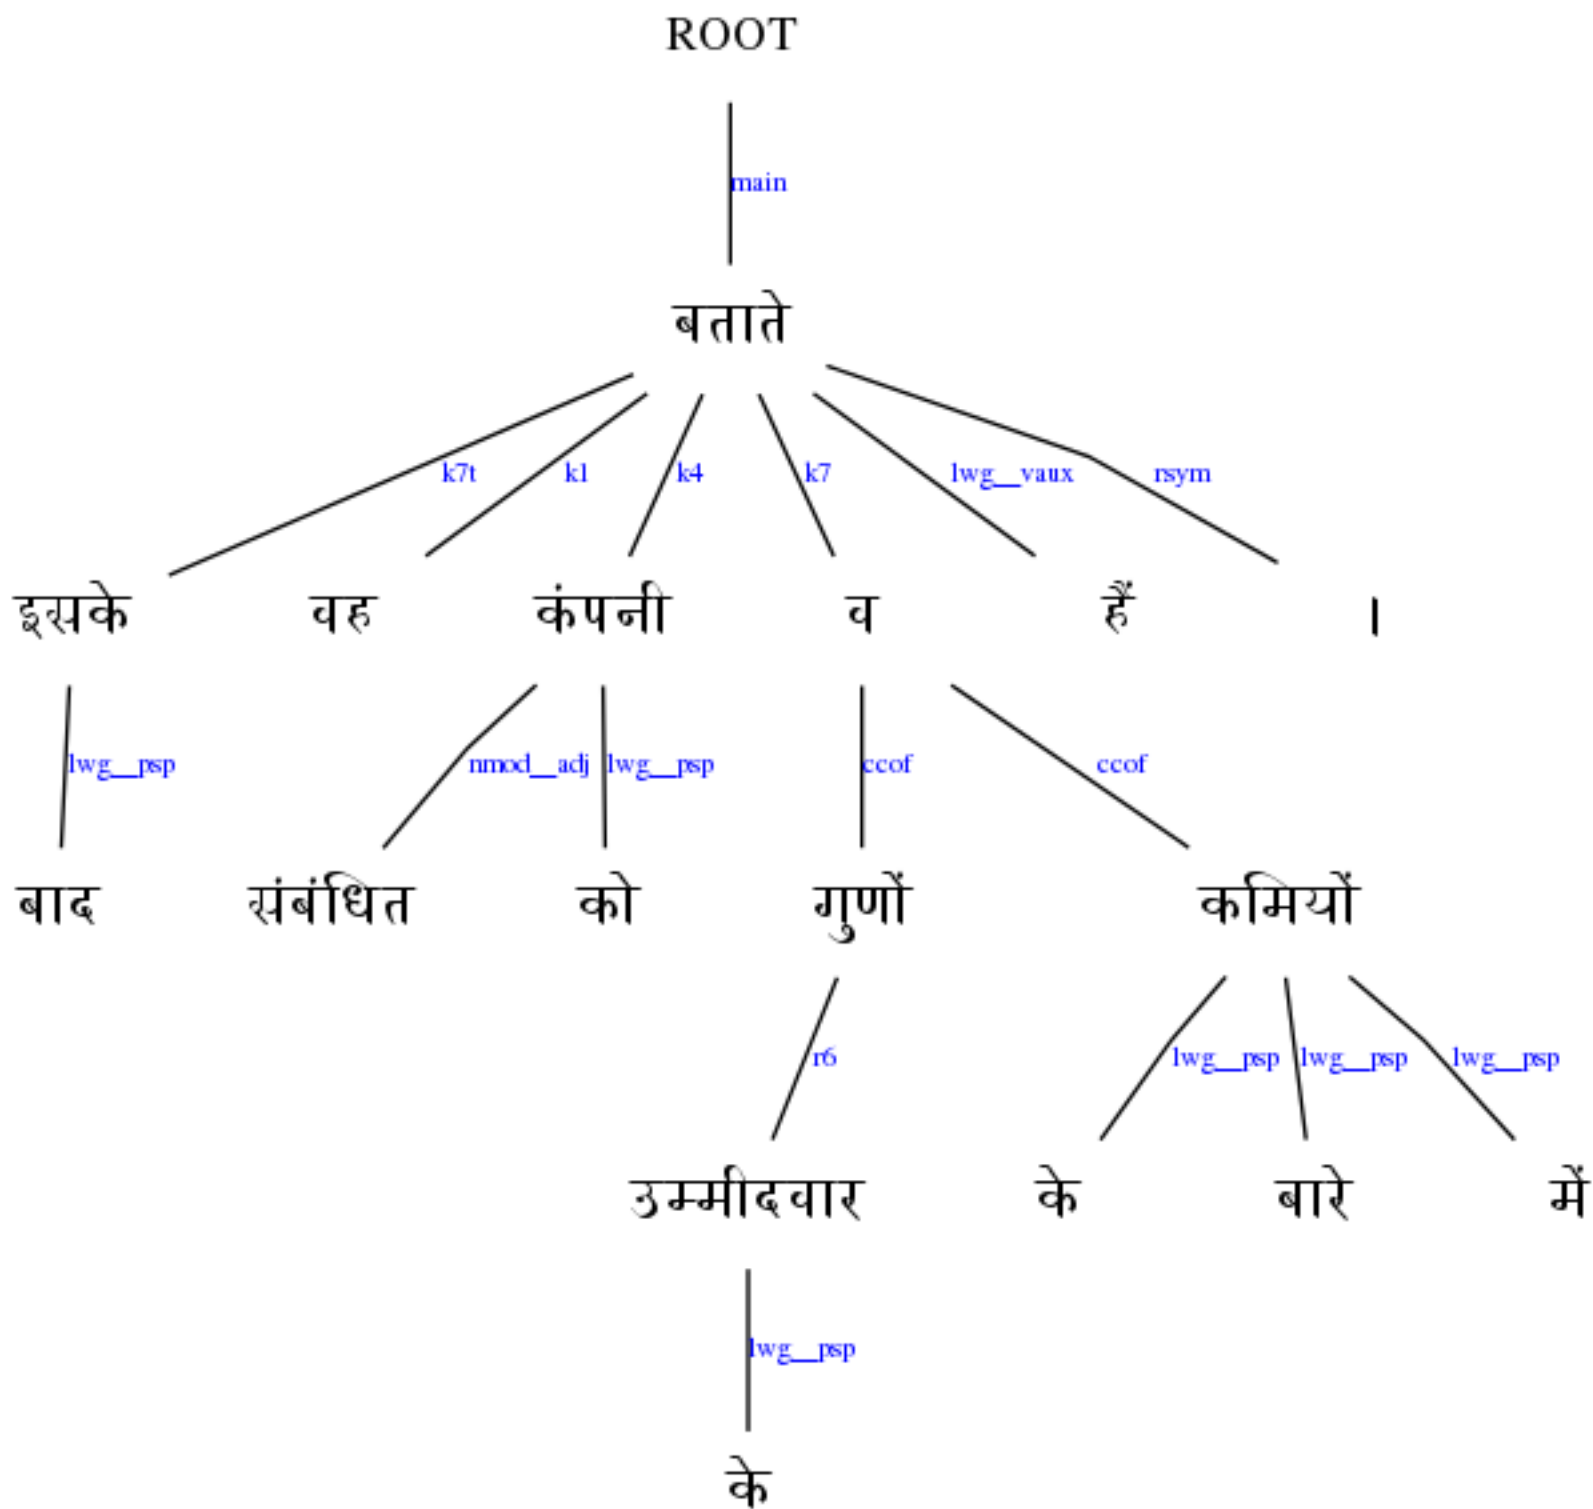 ROOT
main
बताते
k7t k1 k4 k7 lwg__vaux rsym
इसके वह कंपनी व हैं ।
lwg__psp nmod__adj lwg__psp ccof ccof
बाद संबंधित को गुणों कमियों
r6 lwg__psp lwg__psp lwg__psp
उम्मीदवार के बारे में
lwg__psp
के